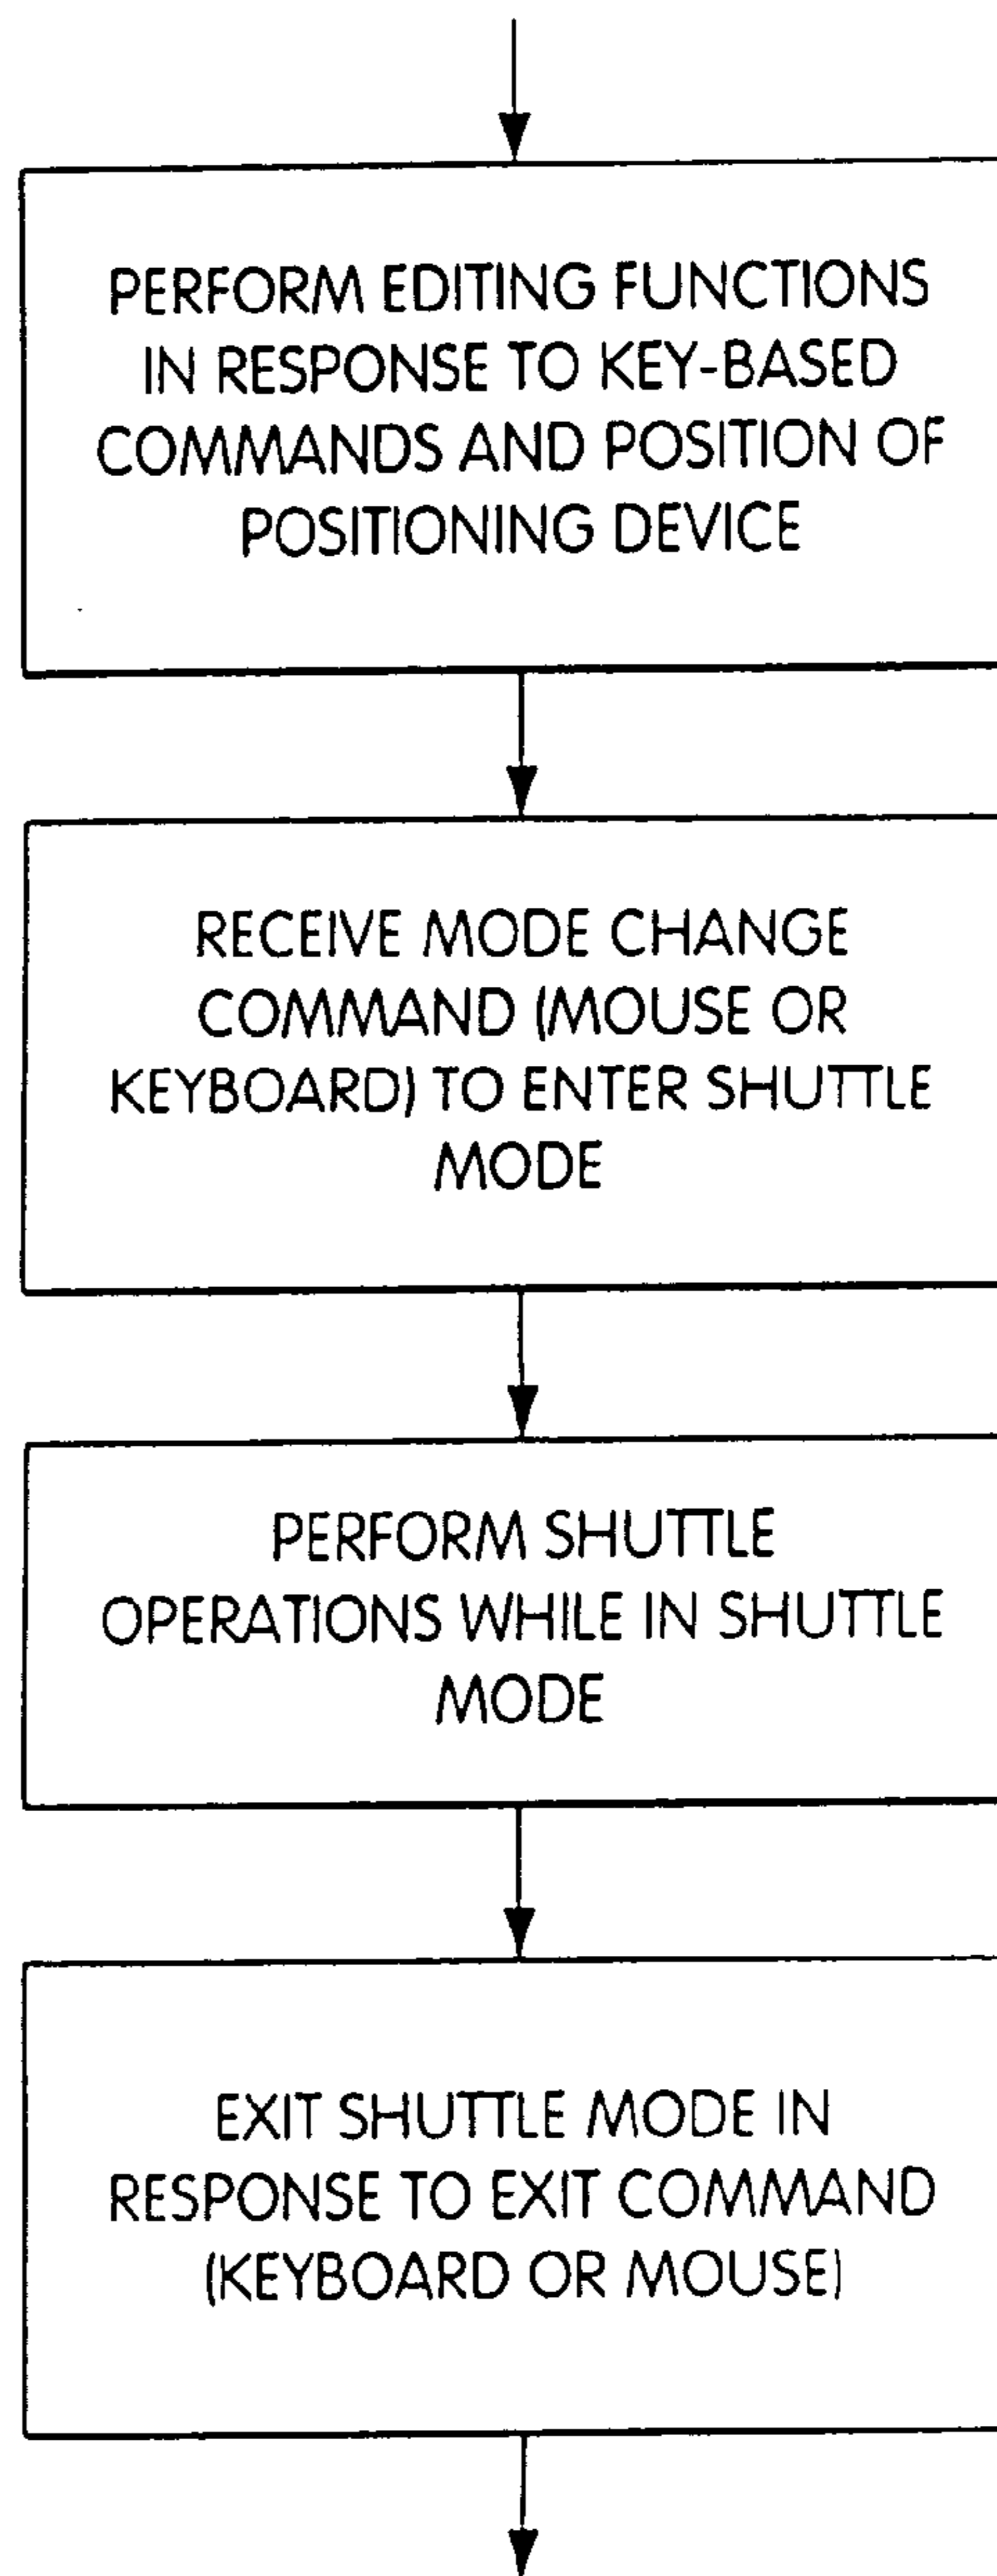 PERFORM EDITING FUNCTIONS
IN RESPONSE TO KEY-BASED
COMMANDS AND POSITION OF
POSITIONING DEVICE
RECEIVE MODE CHANGE
COMMAND (MOUSE OR
KEYBOARD) TO ENTER SHUTTLE
MODE
PERFORM SHUTTLE
OPERATIONS WHILE IN SHUTTLE
MODE
EXIT SHUTTLE MODE IN
RESPONSE TO EXIT COMMAND
(KEYBOARD OR MOUSE)